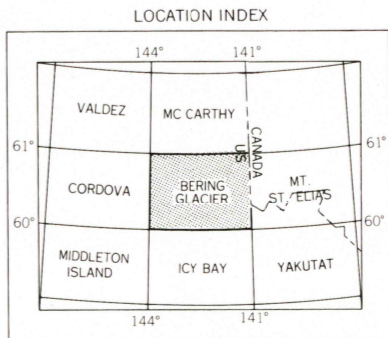 LOCATION INDEX
144° 141°
VALDEZ MC CARTHY
CANADA
US
61° 61°
CORDOVA BERING GLACIER MT. ST. ELIAS
60° 60°
MIDDLETON ISLAND ICY BAY YAKUTAT
144° 141°